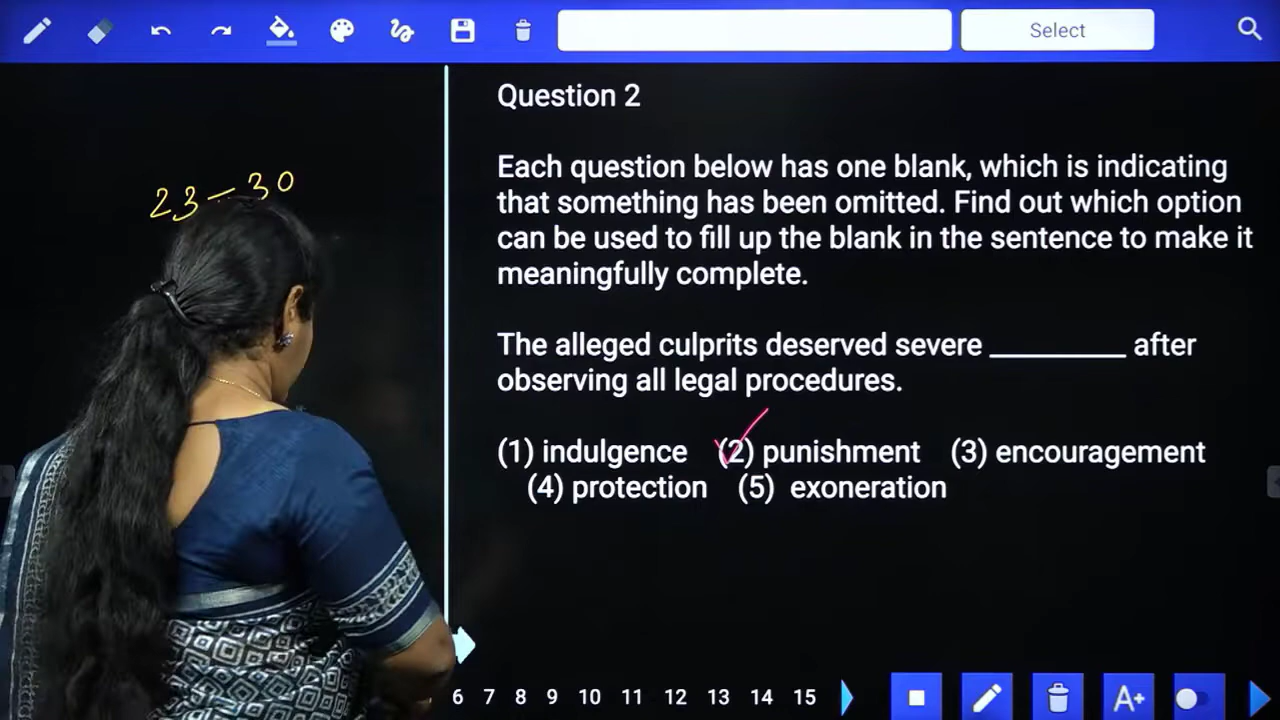 Select
Question 2
23-30
Each question below has one blank, which is indicating
that something has been omitted. Find out which option
can be used to fill up the blank in the sentence to make it
meaningfully complete.
The alleged culprits deserved severe __________ after
observing all legal procedures.
(1) indulgence (2) punishment (3) encouragement
(4) protection (5) exoneration
6 7 8 9 10 11 12 13 14 15
A+